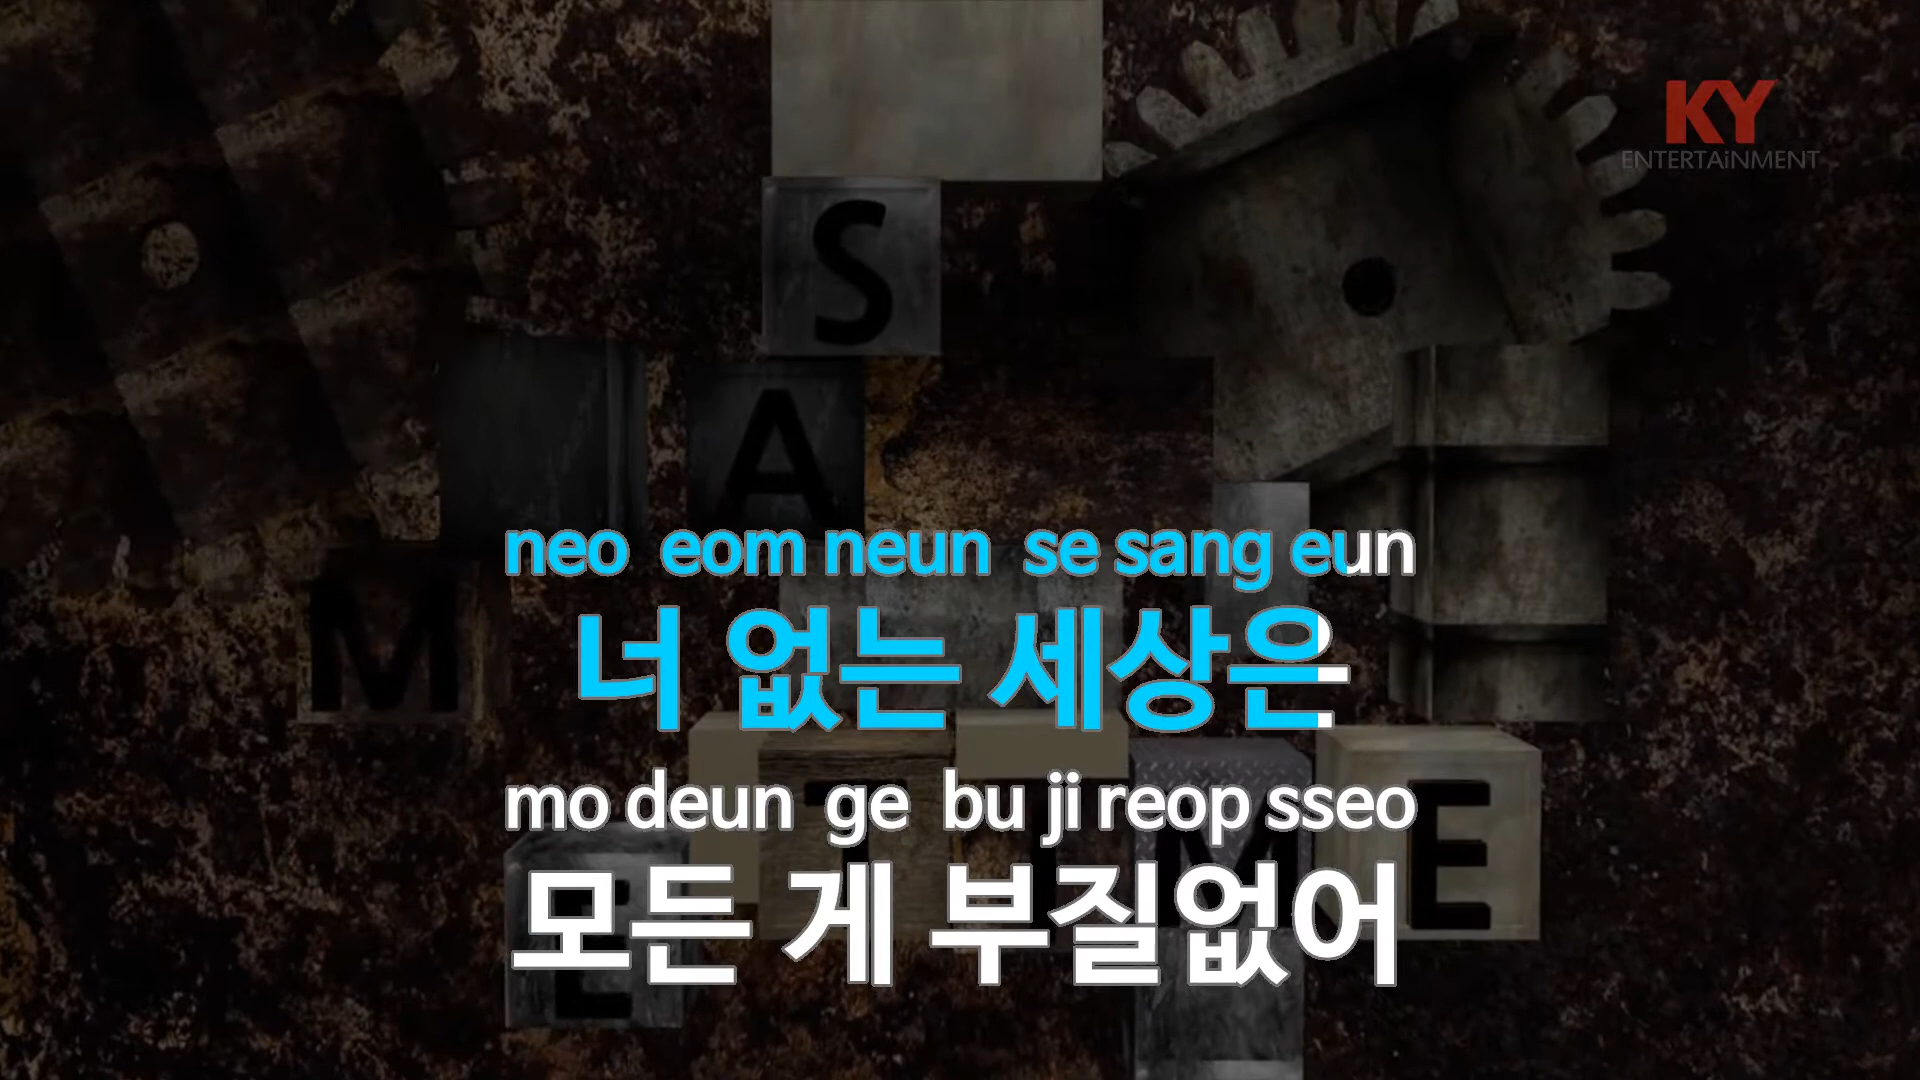 KY
ENTERTAiNMENT
S
A
M
E
TIME
neo eom neun se sang eun
너 없는 세상은
mo deun ge bu ji reop sseo
모든 게 부질없어